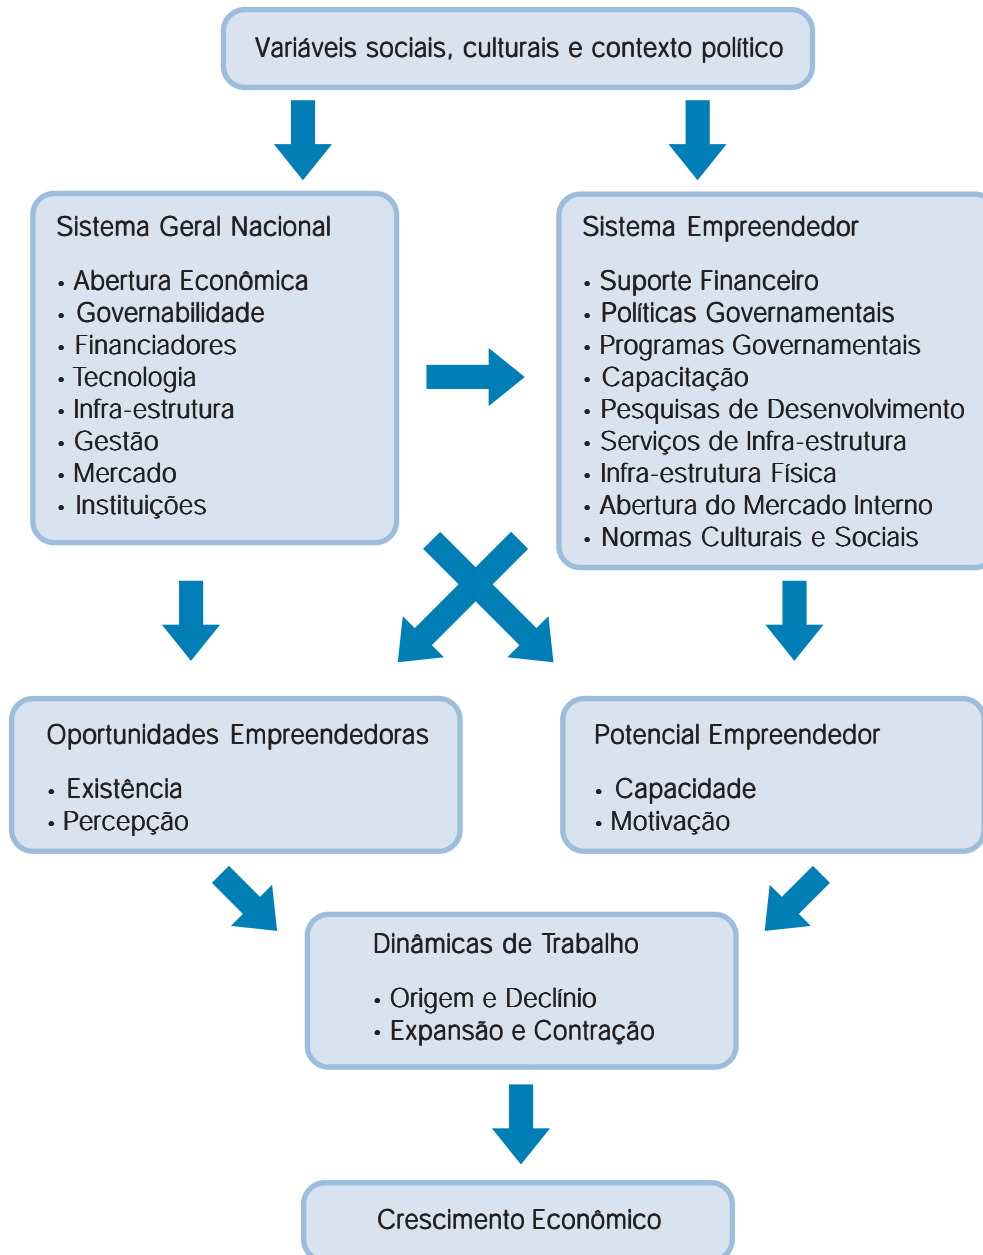 Variáveis sociais, culturais e contexto político
Sistema Geral Nacional
• Abertura Econômica
• Governabilidade
• Financiadores
• Tecnologia
• Infra-estrutura
• Gestão
• Mercado
• Instituições
Sistema Empreendedor
• Suporte Financeiro
• Políticas Governamentais
• Programas Governamentais
• Capacitação
• Pesquisas de Desenvolvimento
• Serviços de Infra-estrutura
• Infra-estrutura Física
• Abertura do Mercado Interno
• Normas Culturais e Sociais
Oportunidades Empreendedoras
• Existência
• Percepção
Potencial Empreendedor
• Capacidade
• Motivação
Dinâmicas de Trabalho
• Origem e Declínio
• Expansão e Contração
Crescimento Econômico